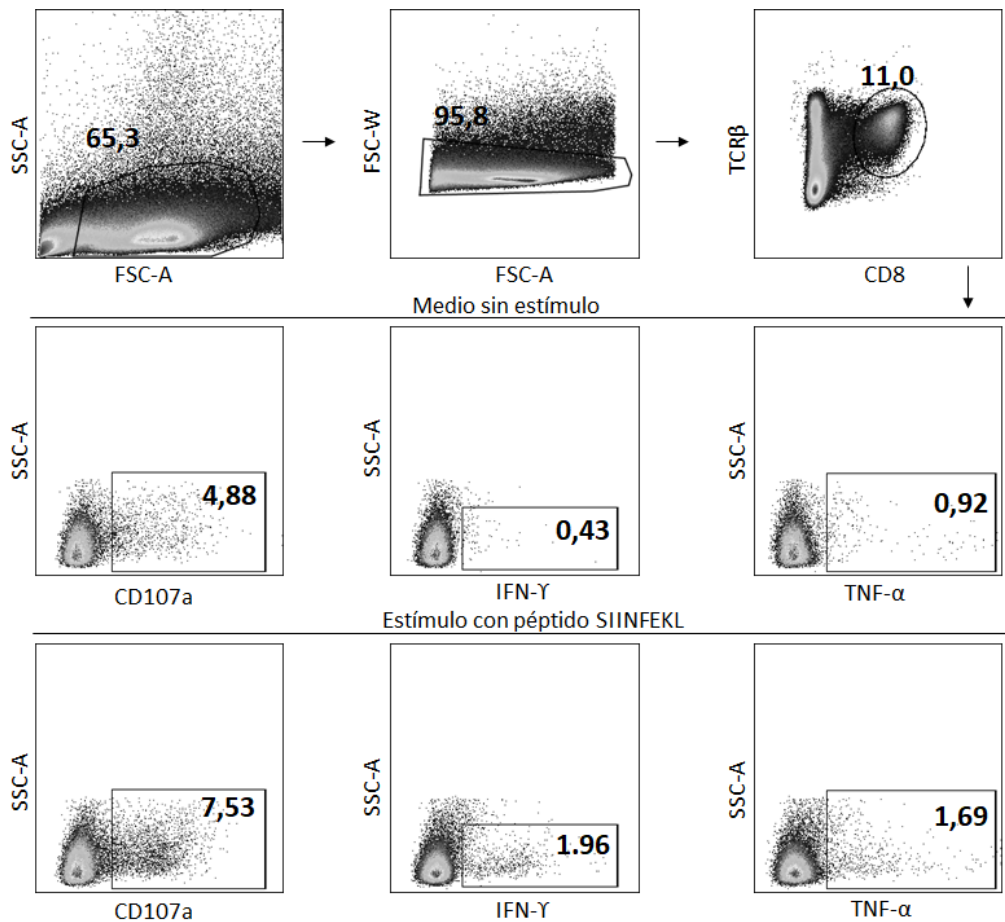 SSC-A
65,3
FSC-A
FSC-W
95,8
FSC-A
TCRβ
11,0
CD8
Medio sin estímulo
SSC-A
4,88
CD107a
SSC-A
0,43
IFN-ϒ
SSC-A
0,92
TNF-α
Estímulo con péptido SIINFEKL
SSC-A
7,53
CD107a
SSC-A
1.96
IFN-ϒ
SSC-A
1,69
TNF-α